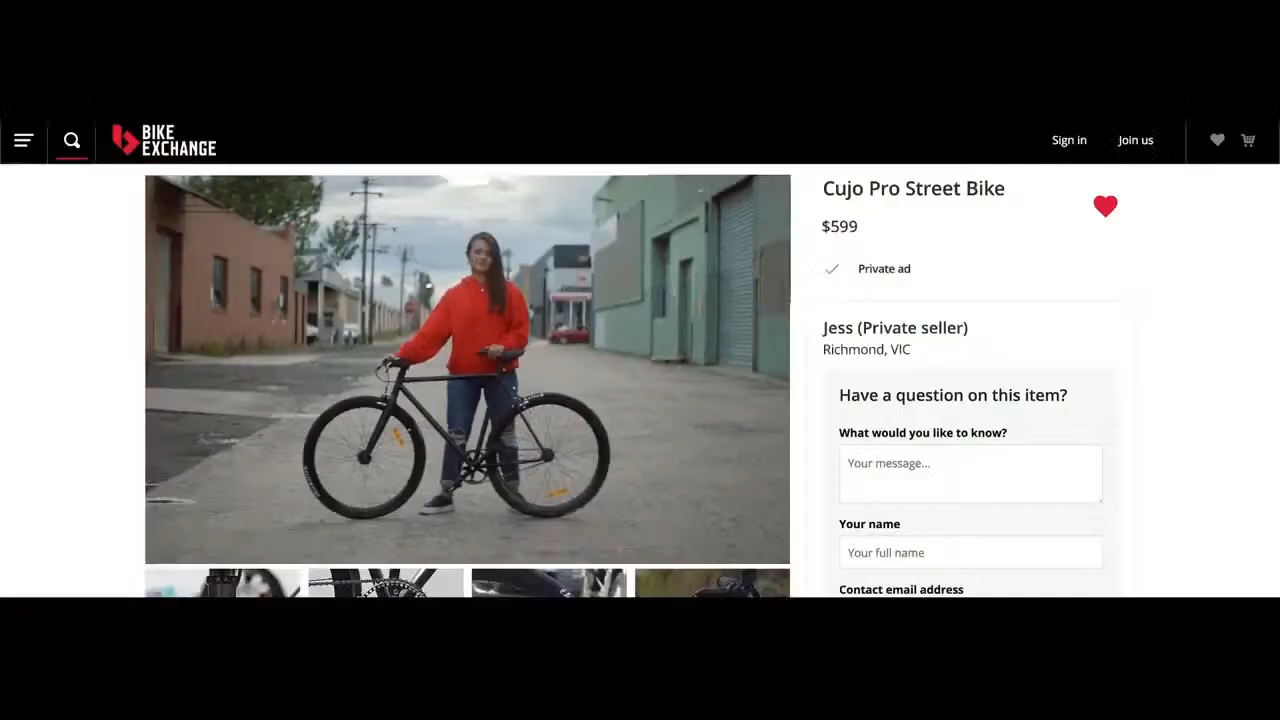 BIKE
EXCHANGE
Sign in
Join us
Cujo Pro Street Bike
$599
Private ad
Jess (Private seller)
Richmond, VIC
Have a question on this item?
What would you like to know?
Your message...
Your name
Your full name
Contact email address